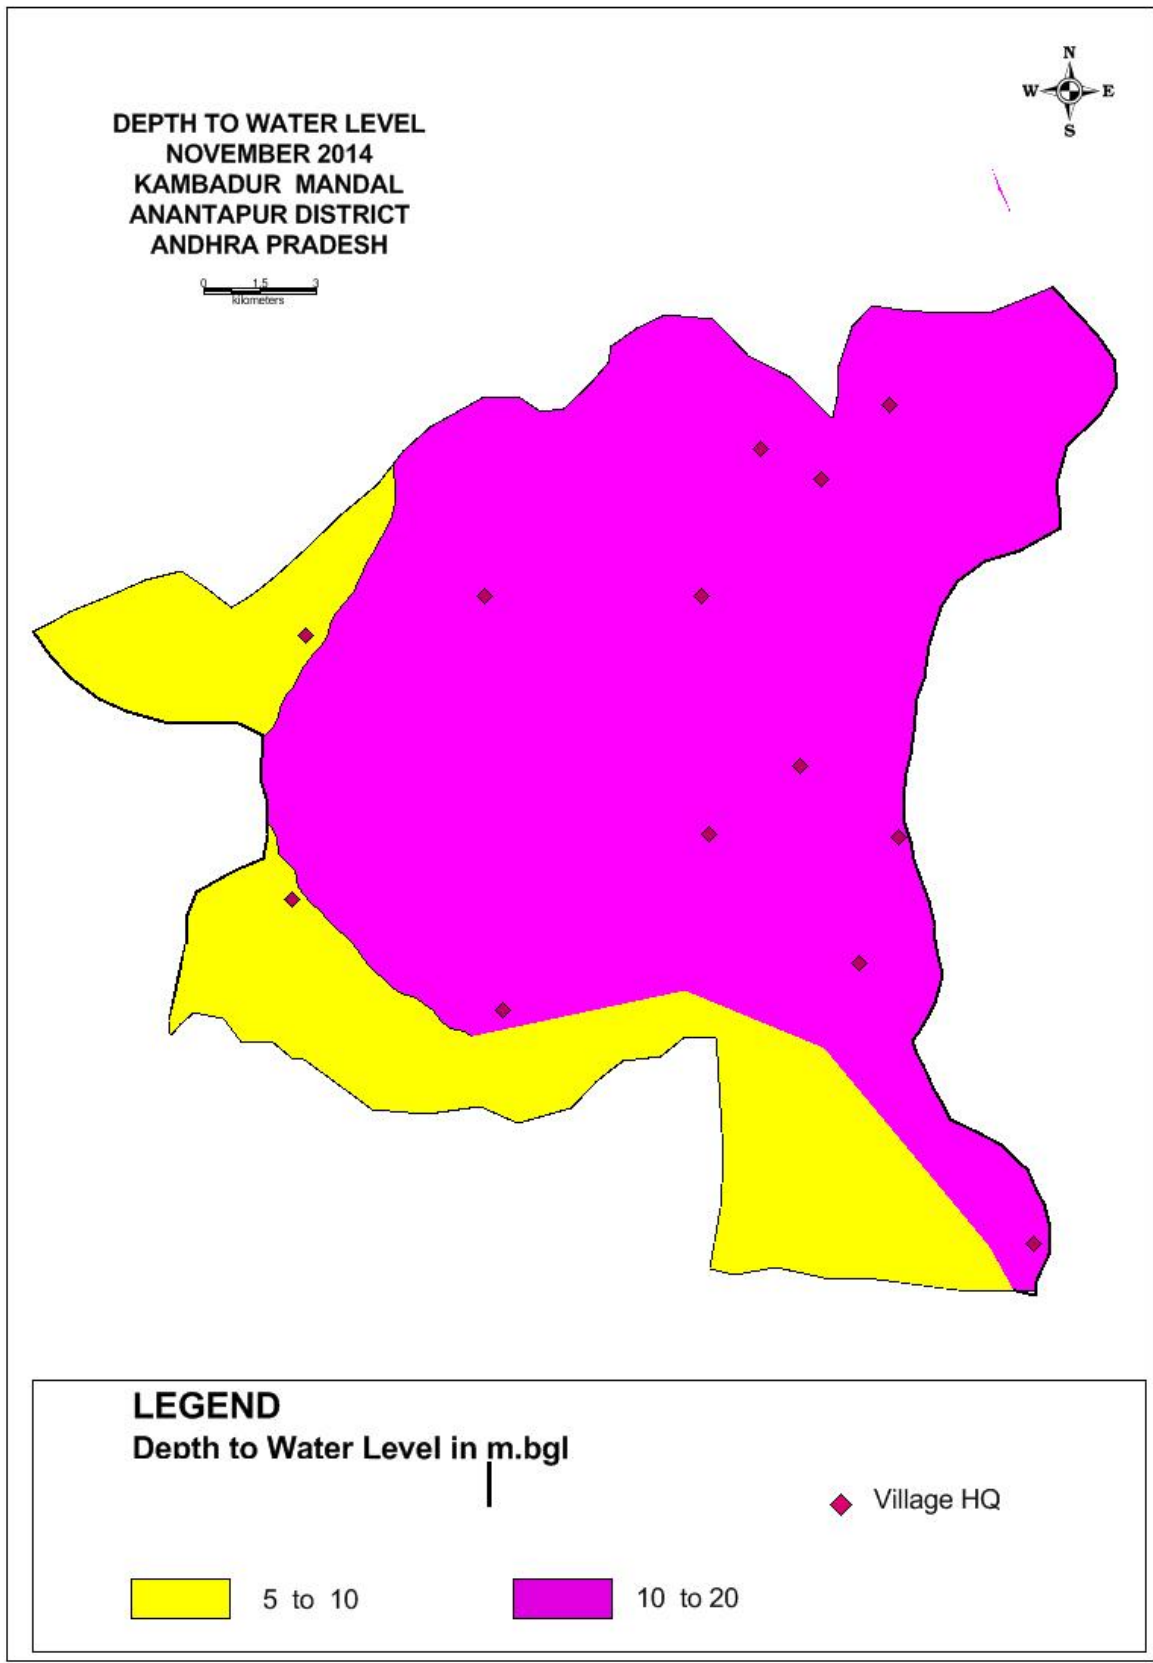 N
W E
S
DEPTH TO WATER LEVEL
NOVEMBER 2014
KAMBADUR MANDAL
ANANTAPUR DISTRICT
ANDHRA PRADESH
0 1.5 3
kilometers
LEGEND
Depth to Water Level in m.bgl
Village HQ
5 to 10
10 to 20